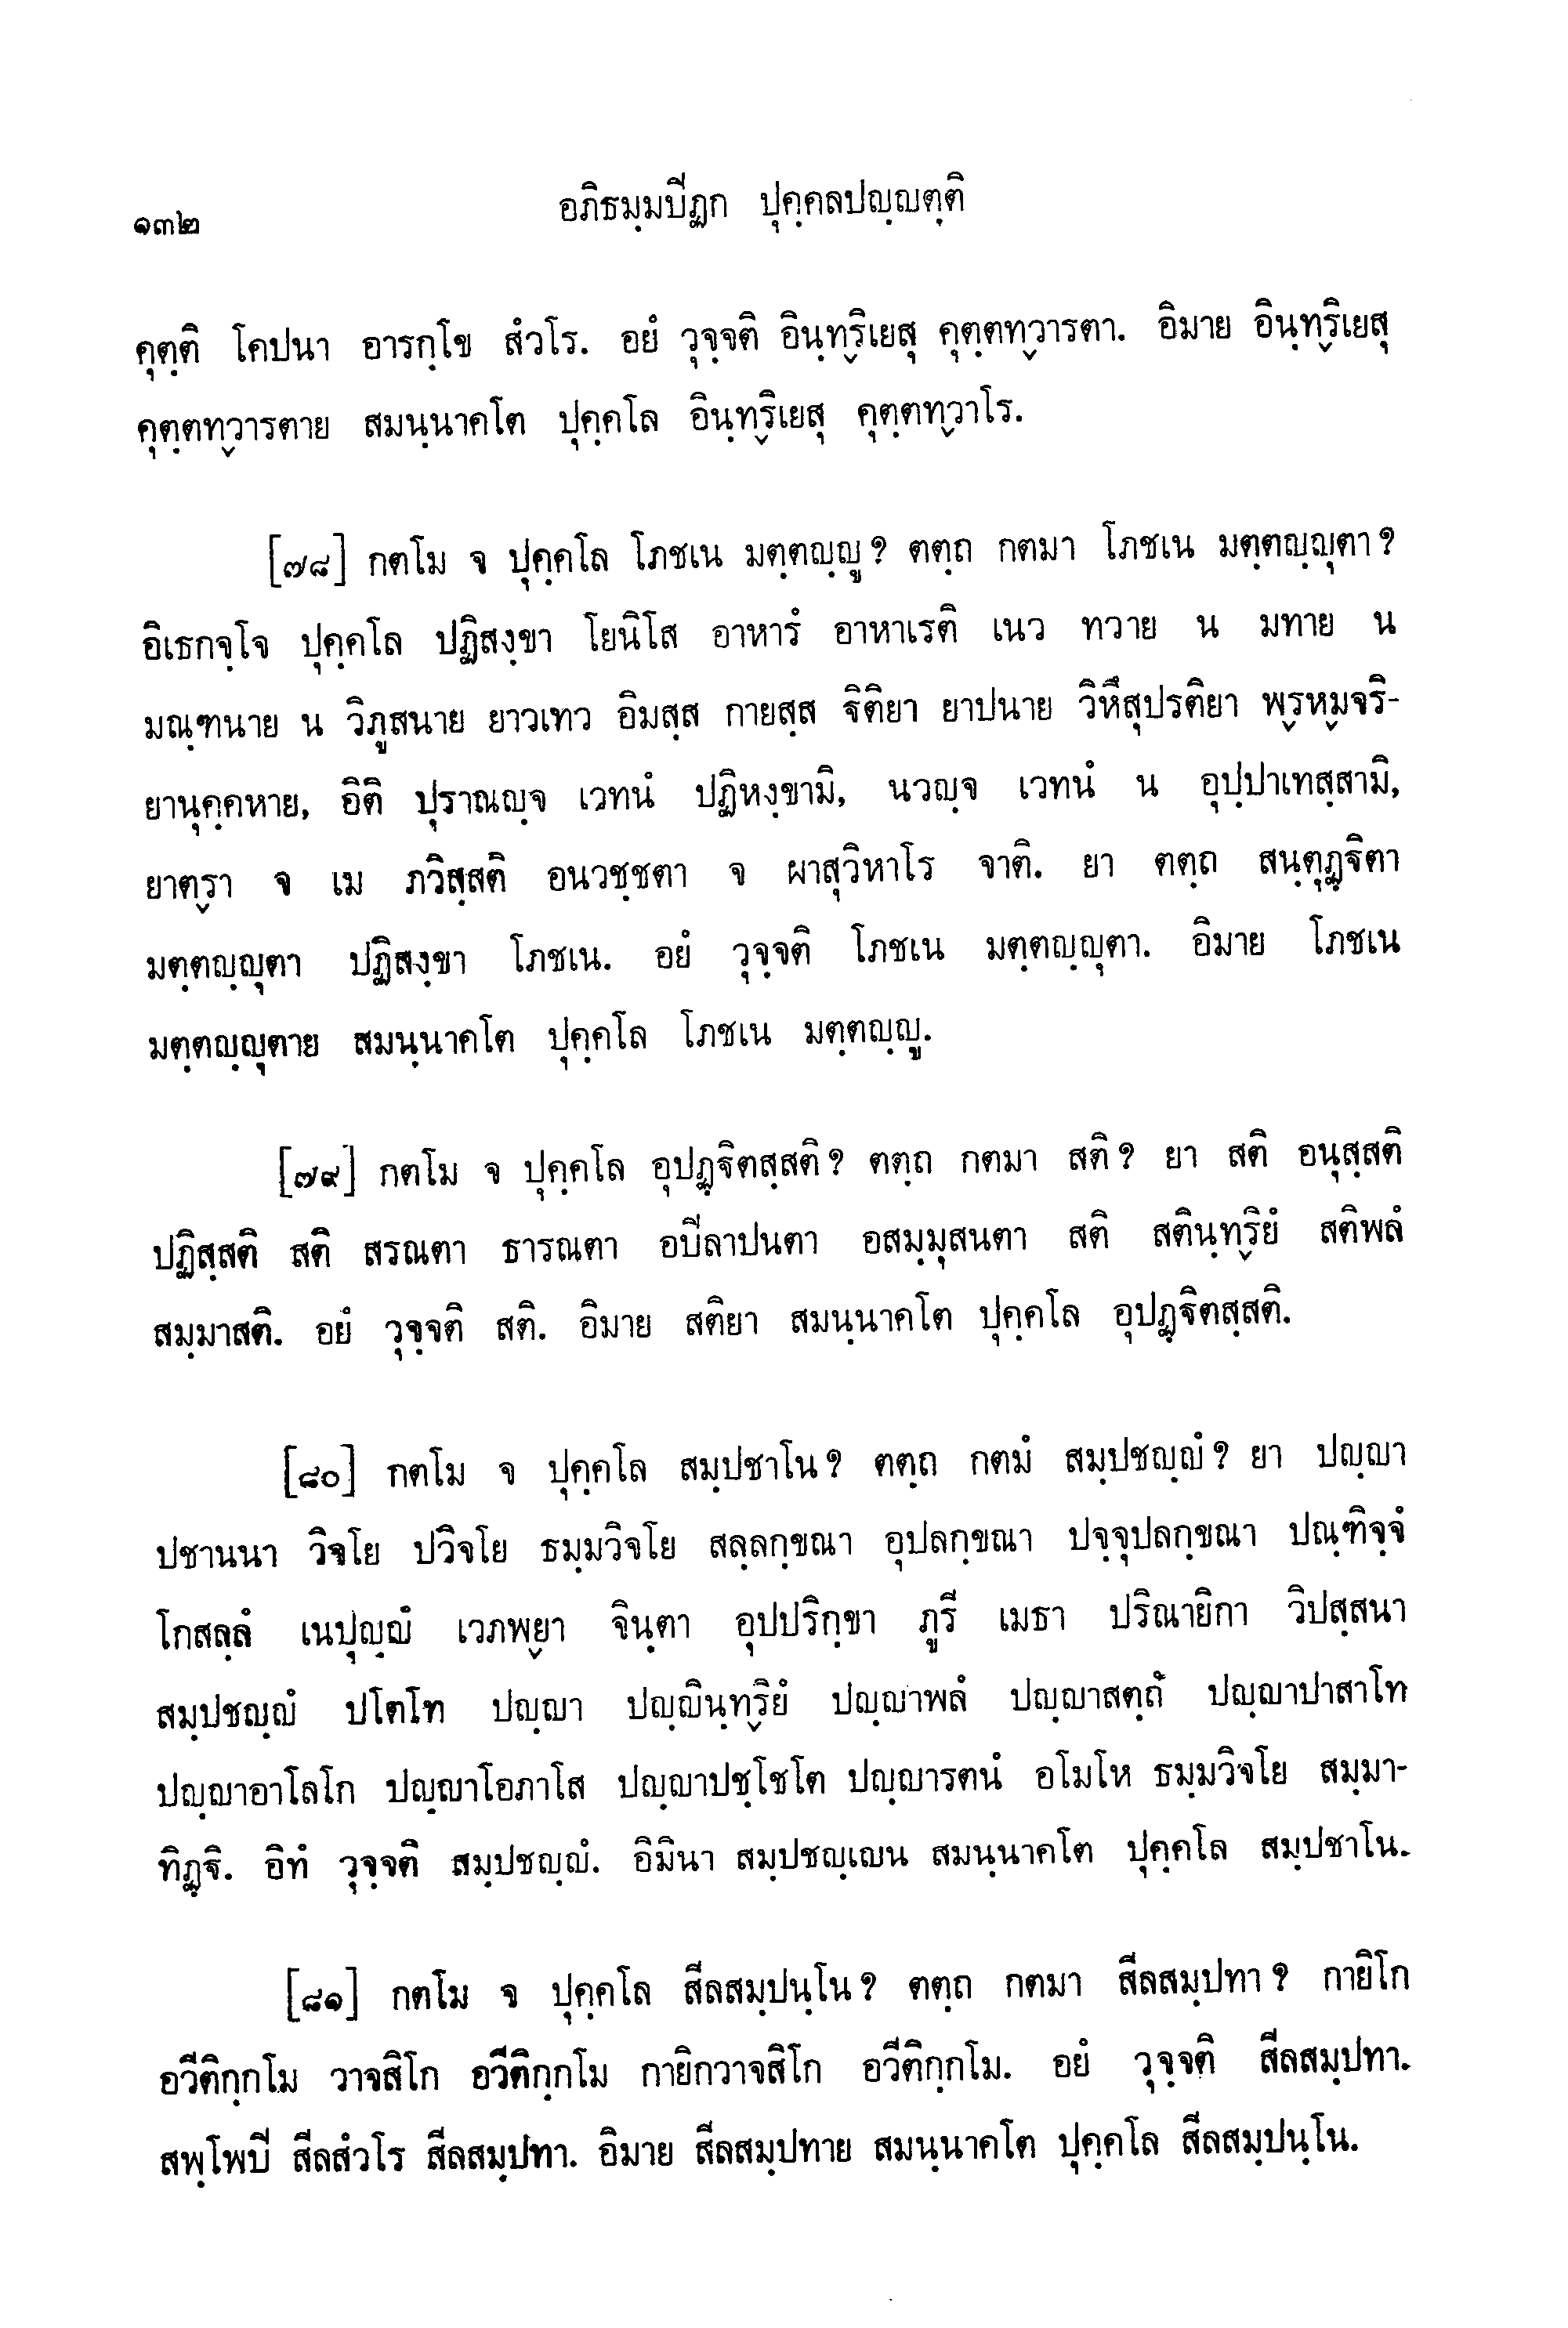 ๑๓๒
อภิธมฺมปิฏก ปุคฺคลปญฺญตฺติ
คุตฺติ โคปนา อารกฺโข สํวโร. อยํ วุจฺจติ อินฺท๎ริเยสุ คุตฺตท๎วารตา. อิมาย อินฺท๎ริเยสุ
คุตฺตท๎วารตาย สมนฺนาคโต ปุคฺคโล อินฺท๎ริเยสุ คุตฺตท๎วาโร.
[๗๘] กตโม จ ปุคฺคโล โภชเน มตฺตญฺญู? ตตฺถ กตมา โภชเน มตฺตญฺญุตา?
อิเธกจฺโจ ปุคฺคโล ปฏิสงฺขา โยนิโส อาหารํ อาหาเรติ เนว ทวาย น มทาย น
มณฺฑนาย น วิภูสนาย ยาวเทว อิมสฺส กายสฺส ฐิติยา ยาปนาย วิหึสุปรติยา พ๎รหฺมจริ-
ยานุคฺคหาย, อิติ ปุราณญฺจ เวทนํ ปฏิหงฺขามิ, นวญฺจ เวทนํ น อุปฺปาเทสฺสามิ,
ยาต๎รา จ เม ภวิสฺสติ อนวชฺชตา จ ผาสุวิหาโร จาติ. ยา ตตฺถ สนฺตุฏฺฐิตา
มตฺตญฺญุตา ปฏิสงฺขา โภชเน. อยํ วุจฺจติ โภชเน มตฺตญฺญุตา. อิมาย โภชเน
มตฺตญฺญุตาย สมนฺนาคโต ปุคฺคโล โภชเน มตฺตญฺญู.
[๗๙] กตโม จ ปุคฺคโล อุปฏฺฐิตสฺสติ? ตตฺถ กตมา สติ? ยา สติ อนุสฺสติ
ปฏิสฺสติ สติ สรณตา ธารณตา อปิลาปนตา อสมฺมุสนตา สติ สตินฺท๎ริยํ สติพลํ
สมฺมาสติ. อยํ วุจฺจติ สติ. อิมาย สติยา สมนฺนาคโต ปุคฺคโล อุปฏฺฐิตสฺสติ.
[๘๐] กตโม จ ปุคฺคโล สมฺปชาโน? ตตฺถ กตมํ สมฺปชญฺญํ? ยา ปญฺญา
ปชานนา วิจโย ปวิจโย ธมฺมวิจโย สลฺลกฺขณา อุปลกฺขณา ปจฺจุปลกฺขณา ปณฺฑิจฺจํ
โกสลฺลํ เนปุญฺญํ เวภพ๎ยา จินฺตา อุปปริกฺขา ภูรี เมธา ปริณายิกา วิปสฺสนา
สมฺปชญฺญํ ปโตโท ปญฺญา ปญฺญินฺท๎ริยํ ปญฺญาพลํ ปญฺญาสตฺถํ ปญฺญาปาสาโท
ปญฺญาอาโลโก ปญฺญาโอภาโส ปญฺญาปชฺโชโต ปญฺญารตนํ อโมโห ธมฺมวิจโย สมฺมา-
ทิฏฺฐิ. อิทํ วุจฺจติ สมฺปชญฺญํ. อิมินา สมฺปชญฺเญน สมนฺนาคโต ปุคฺคโล สมฺปชาโน.
[๘๑] กตโม จ ปุคฺคโล สีลสมฺปนฺโน? ตตฺถ กตมา สีลสมฺปทา? กายิโก
อวีติกฺกโม วาจสิโก อวีติกฺกโม กายิกวาจสิโก อวีติกฺกโม. อยํ วุจฺจติ สีลสมฺปทา.
สพฺโพปิ สีลสํวโร สีลสมฺปทา. อิมาย สีลสมฺปทาย สมนฺนาคโต ปุคฺคโล สีลสมฺปนฺโน.